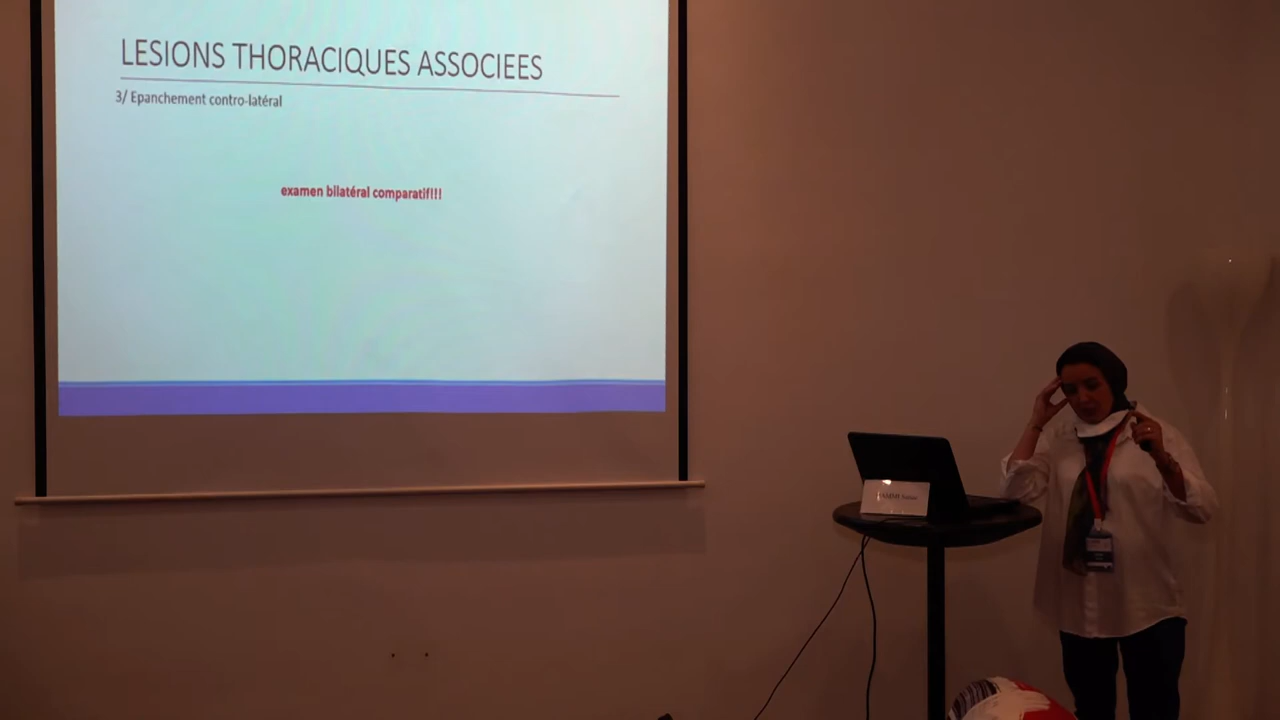 LESIONS THORACIQUES ASSOCIEES
3/ Epanchement contro-latéral
examen bilatéral comparatif!!!